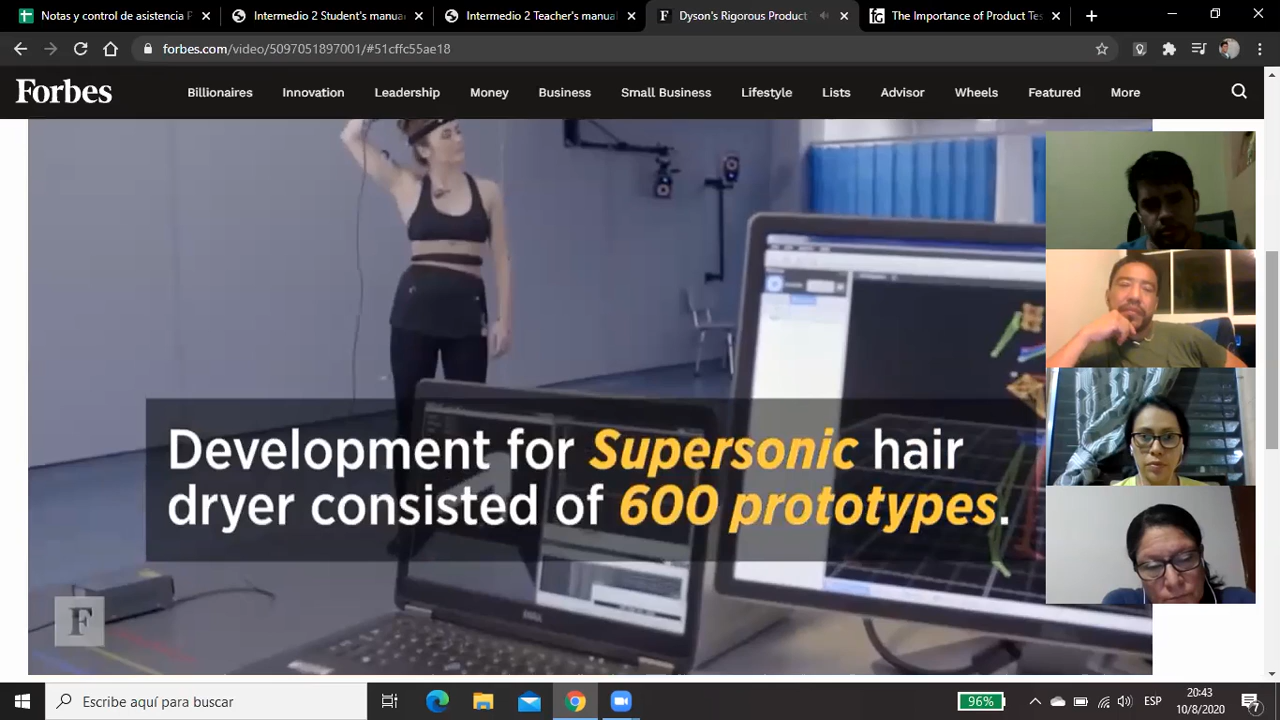 Notas y control de asistencia P
Intermedio 2 Student's manua
Intermedio 2 Teacher's manual
Dyson's Rigorous Product
The Importance of Product Tes
forbes.com/video/5097051897001/#51cffc55ae18
Forbes
Billionaires
Innovation
Leadership
Money
Business
Small Business
Lifestyle
Lists
Advisor
Wheels
Featured
More
Development for Supersonic hair
dryer consisted of 600 prototypes.
F
DELL
Escribe aquí para buscar
96%
ESP
20:43
10/8/2020
7